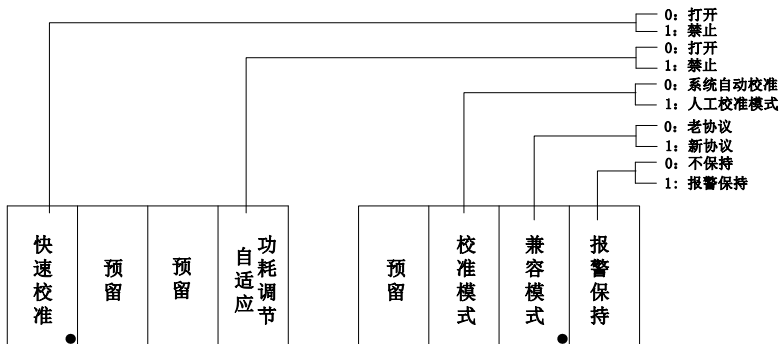 0：打开
1：禁止
0：打开
1：禁止
0：系统自动校准
1：人工校准模式
0：老协议
1：新协议
0：不保持
1：报警保持
快速校准
预留
预留
功耗调节
自适应
预留
校准模式
兼容模式
报警保持